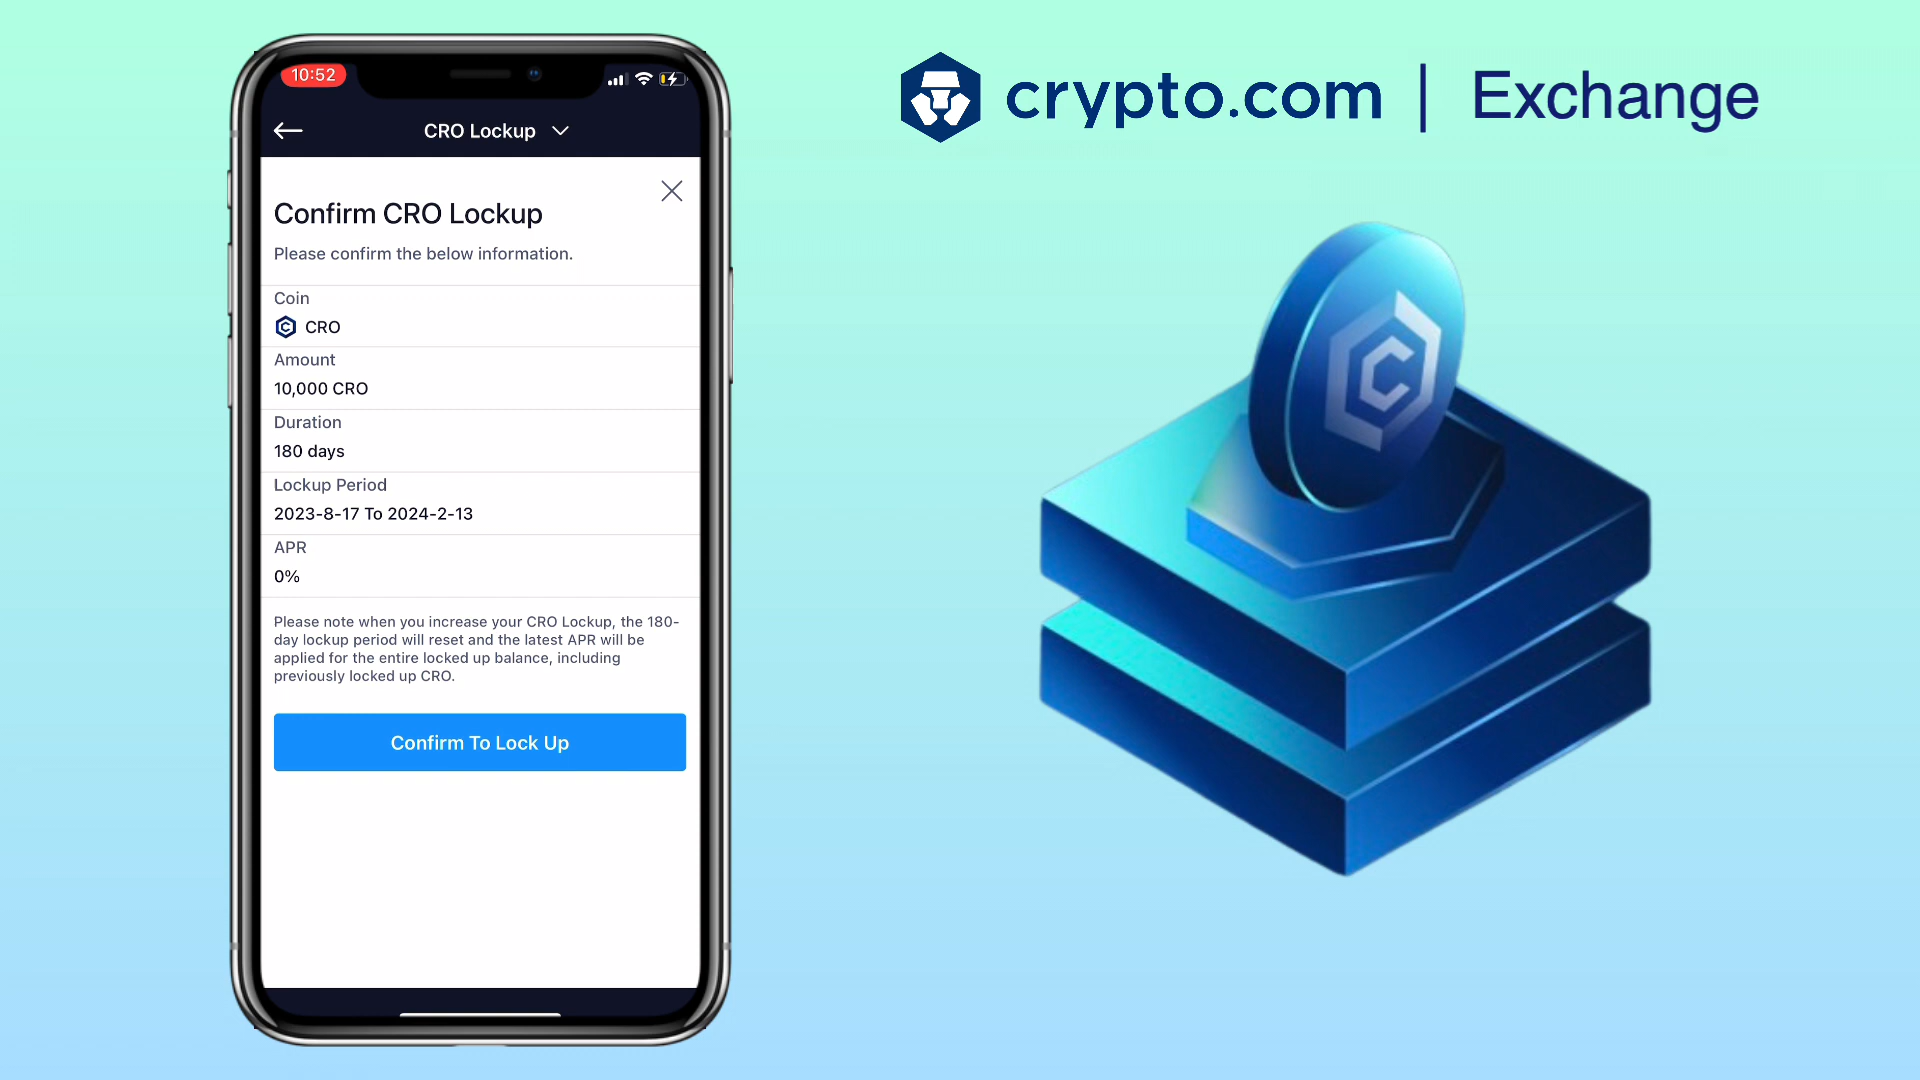 10:52
CRO Lockup
Confirm CRO Lockup
Please confirm the below information.
Coin
CRO
Amount
10,000 CRO
Duration
180 days
Lockup Period
2023-8-17 To 2024-2-13
APR
0%
Please note when you increase your CRO Lockup, the 180-
day lockup period will reset and the latest APR will be
applied for the entire locked up balance, including
previously locked up CRO.
Confirm To Lock Up
crypto.com | Exchange